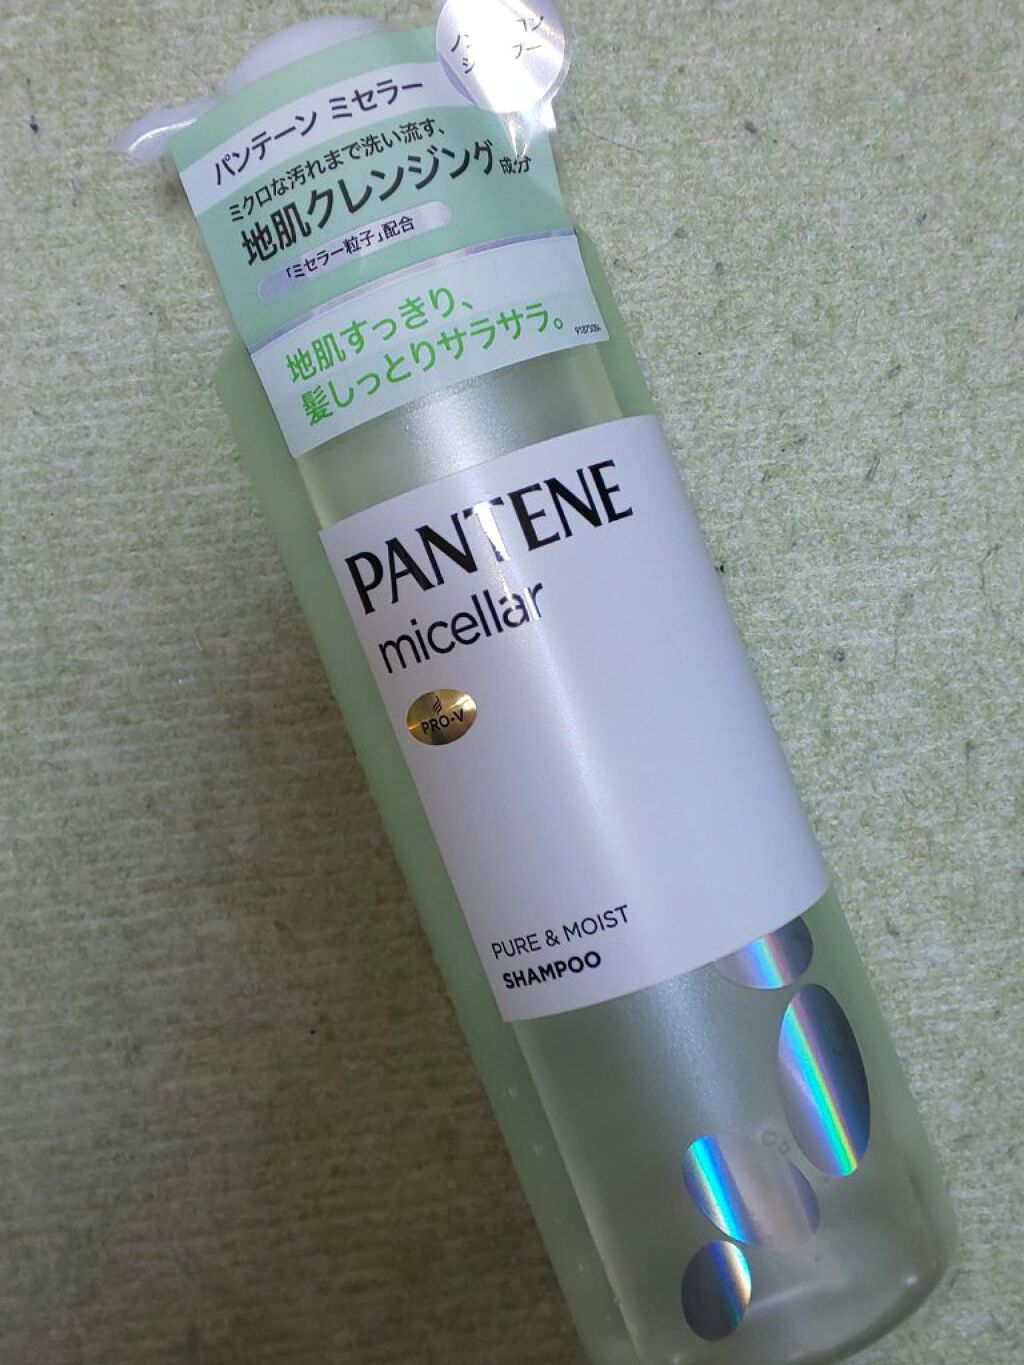 パンテーン ミセラー
ミクロな汚れまで洗い流す、
地肌クレンジング成分
「ミセラー粒子」配合
地肌すっきり、
髪しっとりサラサラ。
PANTENE
micellar
PRO-V
PURE & MOIST
SHAMPOO